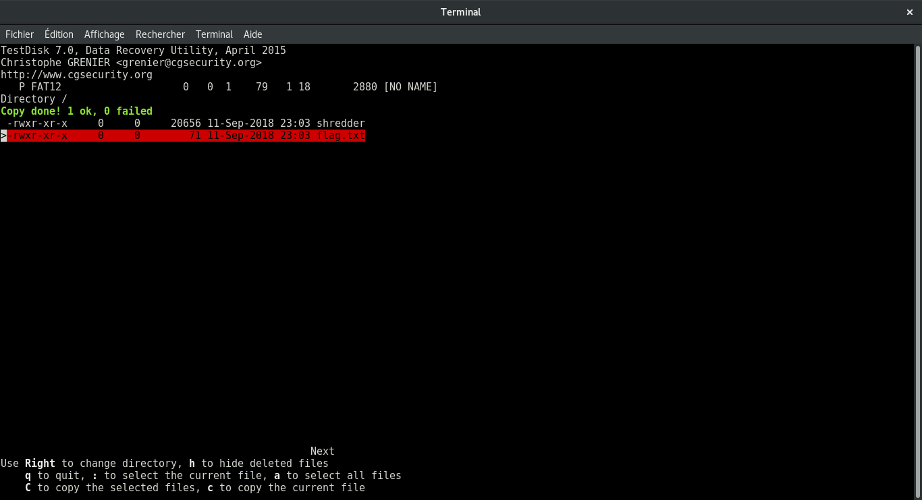 Terminal
Fichier Édition Affichage Rechercher Terminal Aide
TestDisk 7.0, Data Recovery Utility, April 2015
Christophe GRENIER <grenier@cgsecurity.org>
http://www.cgsecurity.org
P FAT12 0 0 1 79 1 18 2880 [NO NAME]
Directory /
Copy done! 1 ok, 0 failed
-rwxr-xr-x 0 0 20656 11-Sep-2018 23:03 shredder
>-rwxr-xr-x 0 0 71 11-Sep-2018 23:03 flag.txt
Next
Use Right to change directory, h to hide deleted files
q to quit, : to select the current file, a to select all files
C to copy the selected files, c to copy the current file